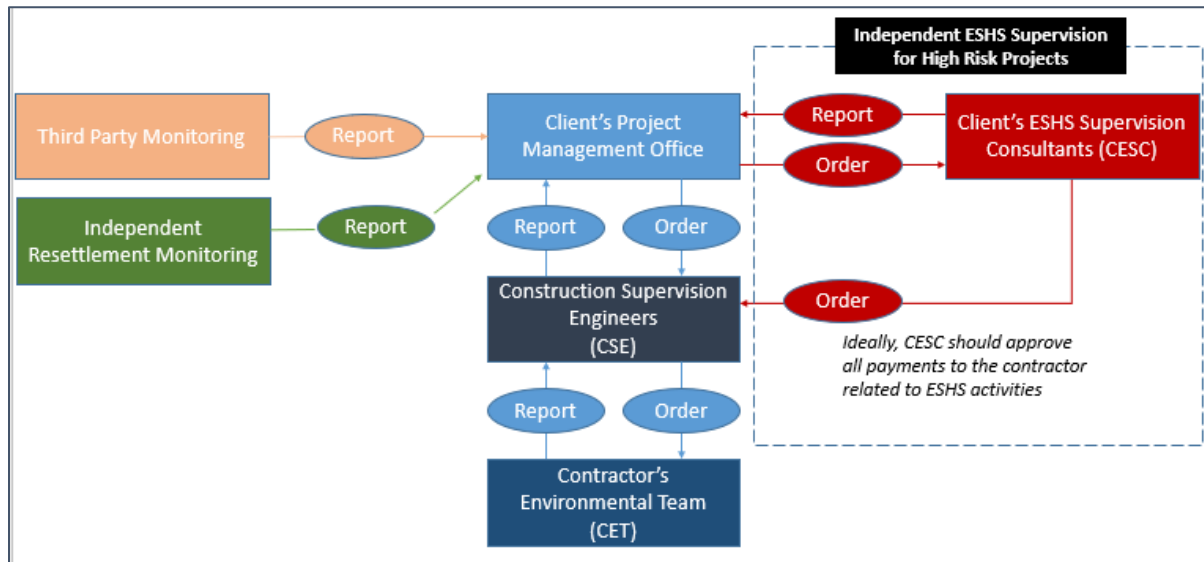 Independent ESHS Supervision
for High Risk Projects
Third Party Monitoring
Report
Client's Project
Management Office
Report
Order
Client's ESHS Supervision
Consultants (CESC)
Independent
Resettlement Monitoring
Report
Report
Order
Construction Supervision
Engineers
(CSE)
Order
Ideally, CESC should approve
all payments to the contractor
related to ESHS activities
Report
Order
Contractor's
Environmental Team
(CET)